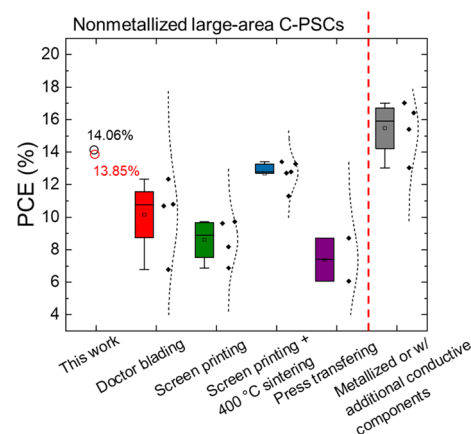 Nonmetallized large-area C-PSCs
PCE (%)
20
18
16
14
12
10
8
6
4
14.06%
13.85%
This work
Doctor blading
Screen printing
Screen printing +
400 °C sintering
Press transfering
Metallized or w/
additional conductive
components